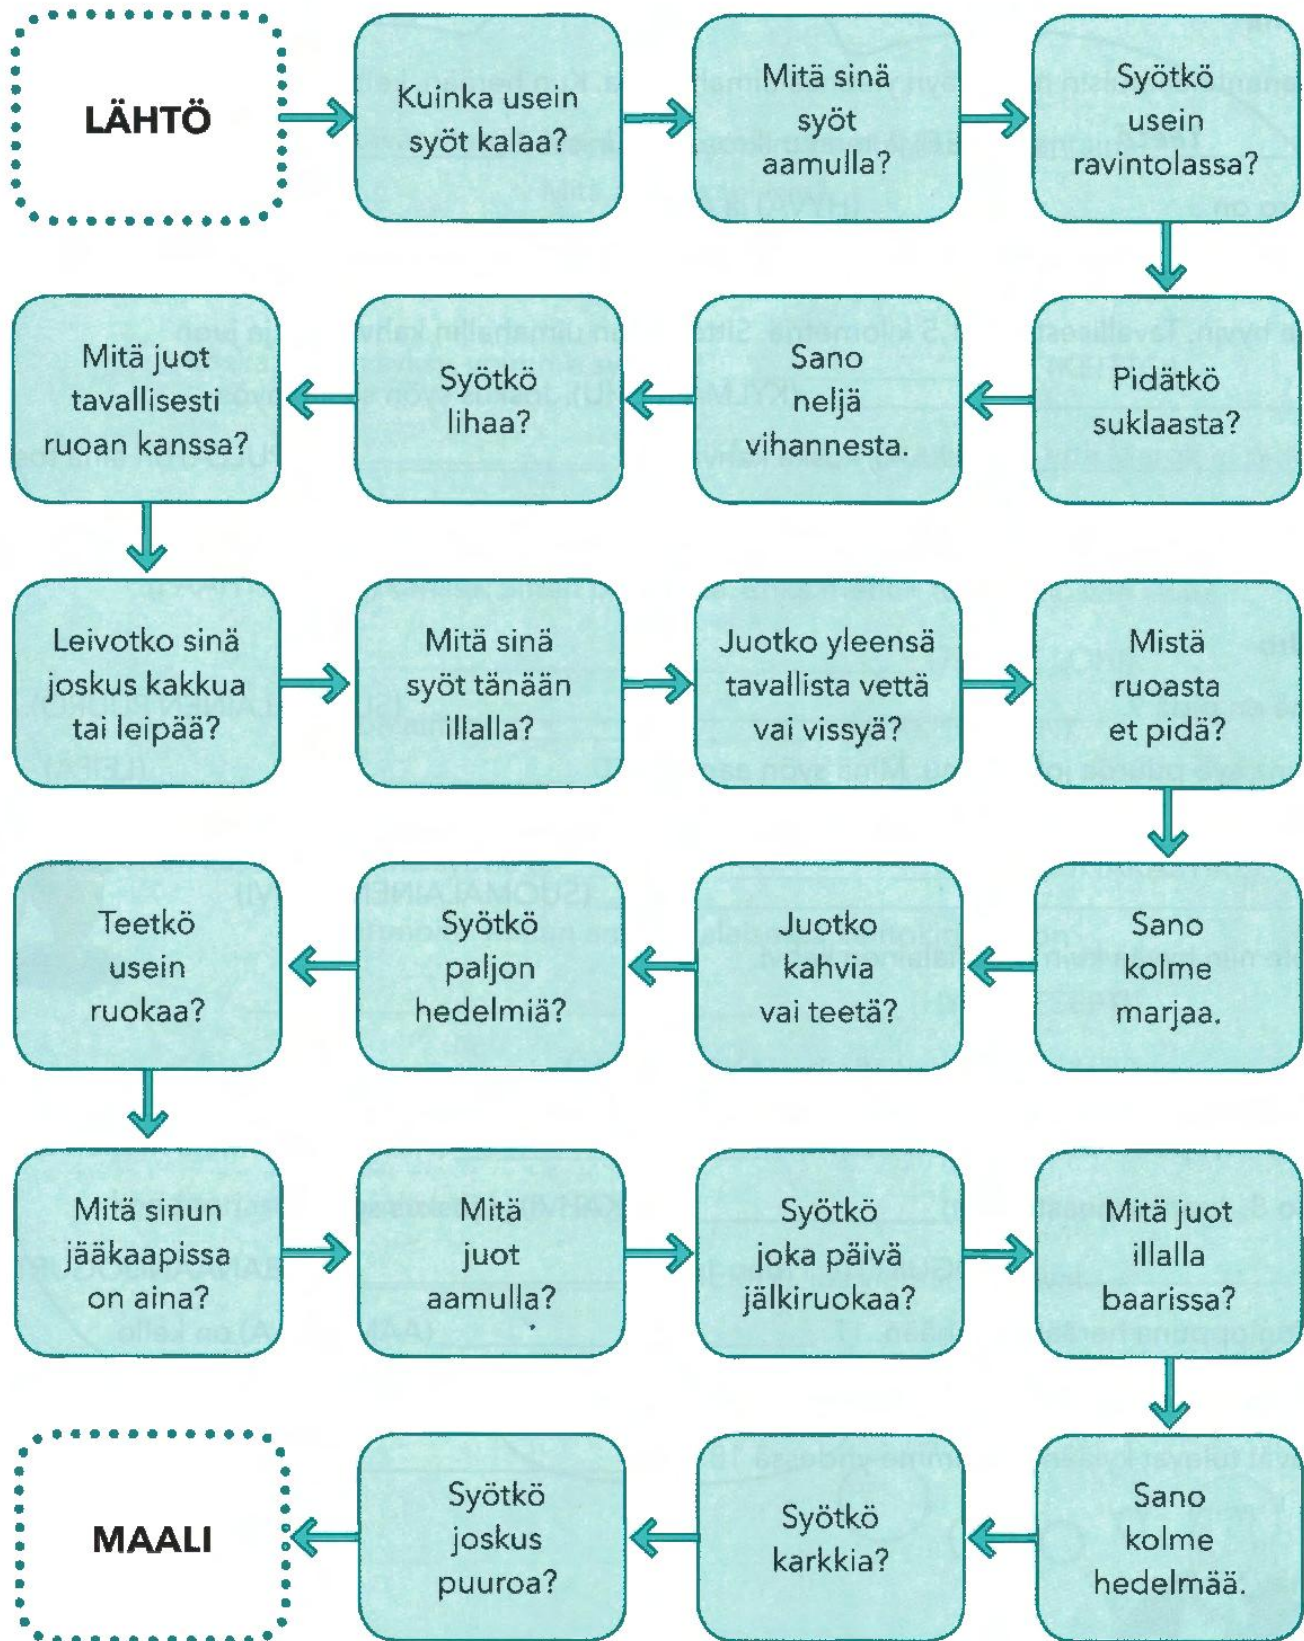 LÄHTÖ
Kuinka usein
syöt kalaa?
Mitä sinä
syöt
aamulla?
Syötkö
usein
ravintolassa?
Pidätkö
suklaasta?
Sano
neljä
vihannesta.
Syötkö
lihaa?
Mitä juot
tavallisesti
ruoan kanssa?
Leivotko sinä
joskus kakkua
tai leipää?
Mitä sinä
syöt tänään
illalla?
Juotko yleensä
tavallista vettä
vai vissyä?
Mistä
ruoasta
et pidä?
Sano
kolme
marjaa.
Juotko
kahvia
vai teetä?
Syötkö
paljon
hedelmiä?
Teetkö
usein
ruokaa?
Mitä sinun
jääkaapissa
on aina?
Mitä
juot
aamulla?
Syötkö
joka päivä
jälkiruokaa?
Mitä juot
illalla
baarissa?
Sano
kolme
hedelmää.
Syötkö
karkkia?
Syötkö
joskus
puuroa?
MAALI